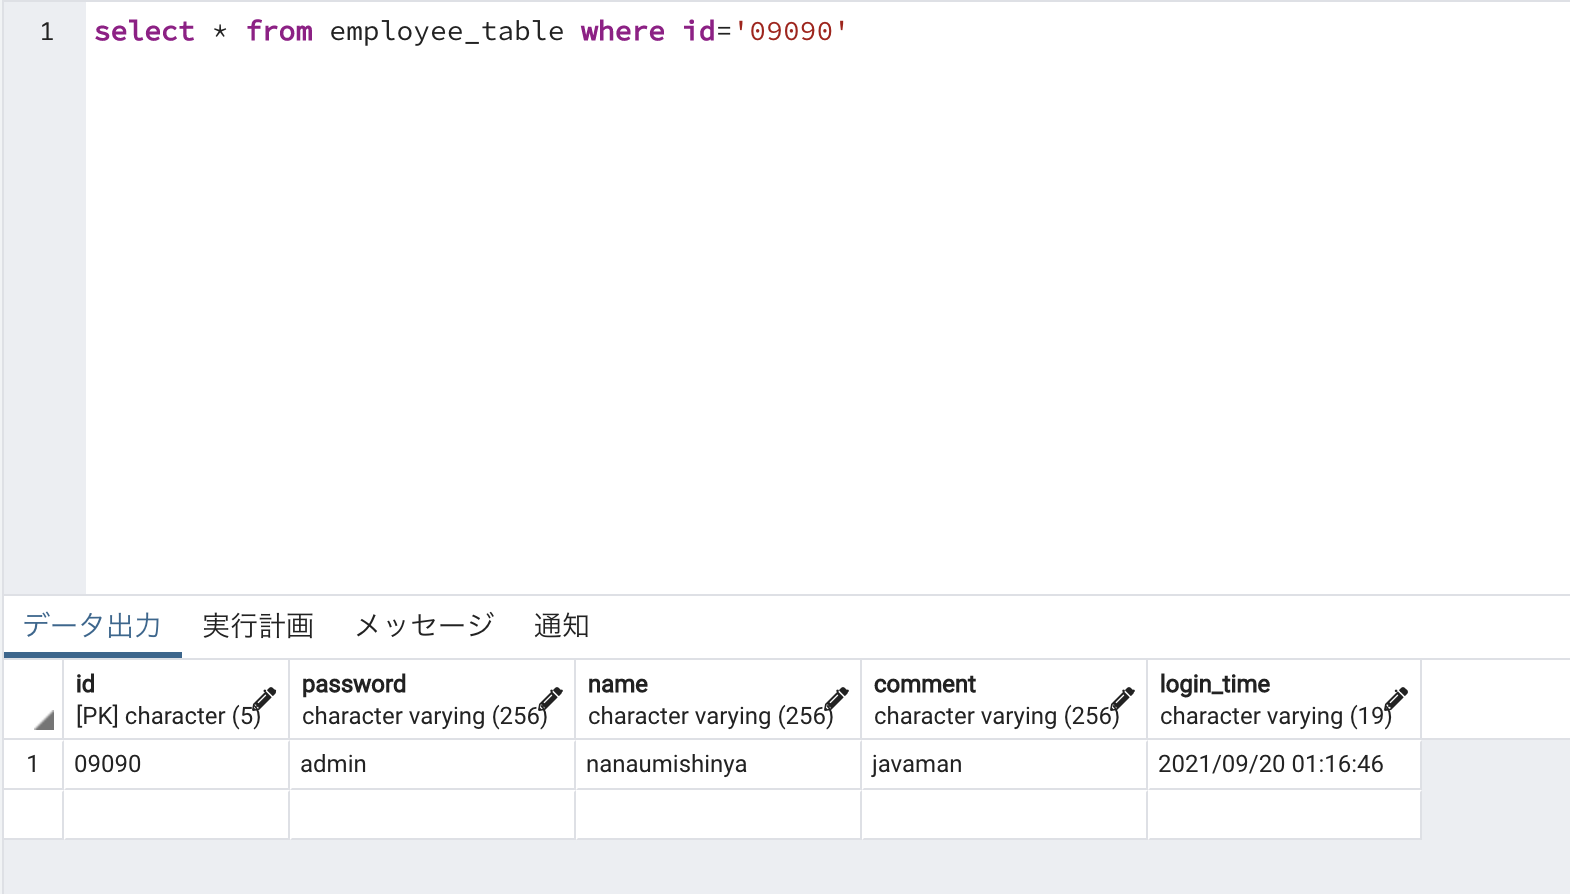 1 select * from employee_table where id='09090'
データ出力 実行計画 メッセージ 通知
id password name comment login_time
[PK] character (5) character varying (256) character varying (256) character varying (256) character varying (19)
1 09090 admin nanaumishinya javaman 2021/09/20 01:16:46